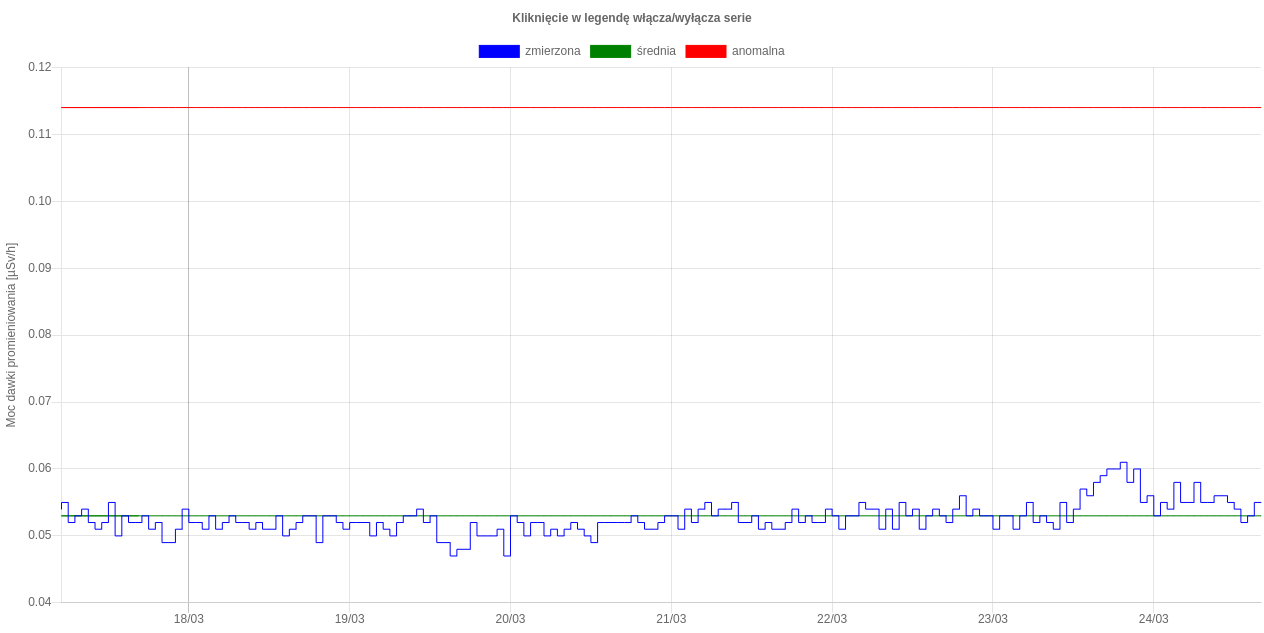 Kliknięcie w legendę włącza/wyłącza serie
zmierzona średnia anomalna
Moc dawki promieniowania [µSv/h]
0.12
0.11
0.10
0.09
0.08
0.07
0.06
0.05
0.04
18/03 19/03 20/03 21/03 22/03 23/03 24/03